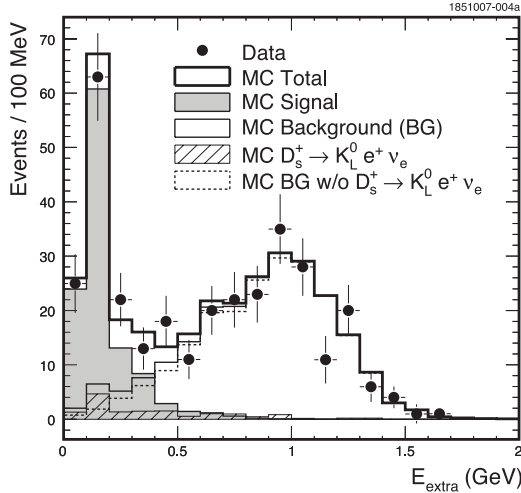 1851007-004a
70
60
50
40
30
20
10
0
Events / 100 MeV
Data
MC Total
MC Signal
MC Background (BG)
MC D_s^+ → K_L^0 e^+ ν_e
MC BG w/o D_s^+ → K_L^0 e^+ ν_e
0 0.5 1 1.5 2
E_extra (GeV)